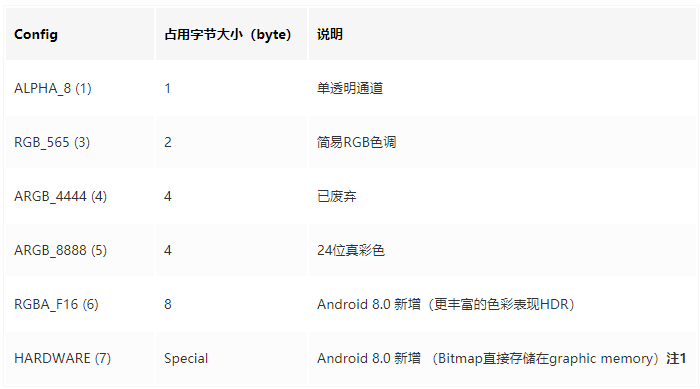 Config 占用字节大小（byte） 说明
ALPHA_8 (1) 1 单透明通道
RGB_565 (3) 2 简易RGB色调
ARGB_4444 (4) 4 已废弃
ARGB_8888 (5) 4 24位真彩色
RGBA_F16 (6) 8 Android 8.0 新增（更丰富的色彩表现HDR）
HARDWARE (7) Special Android 8.0 新增 （Bitmap直接存储在graphic memory）注1